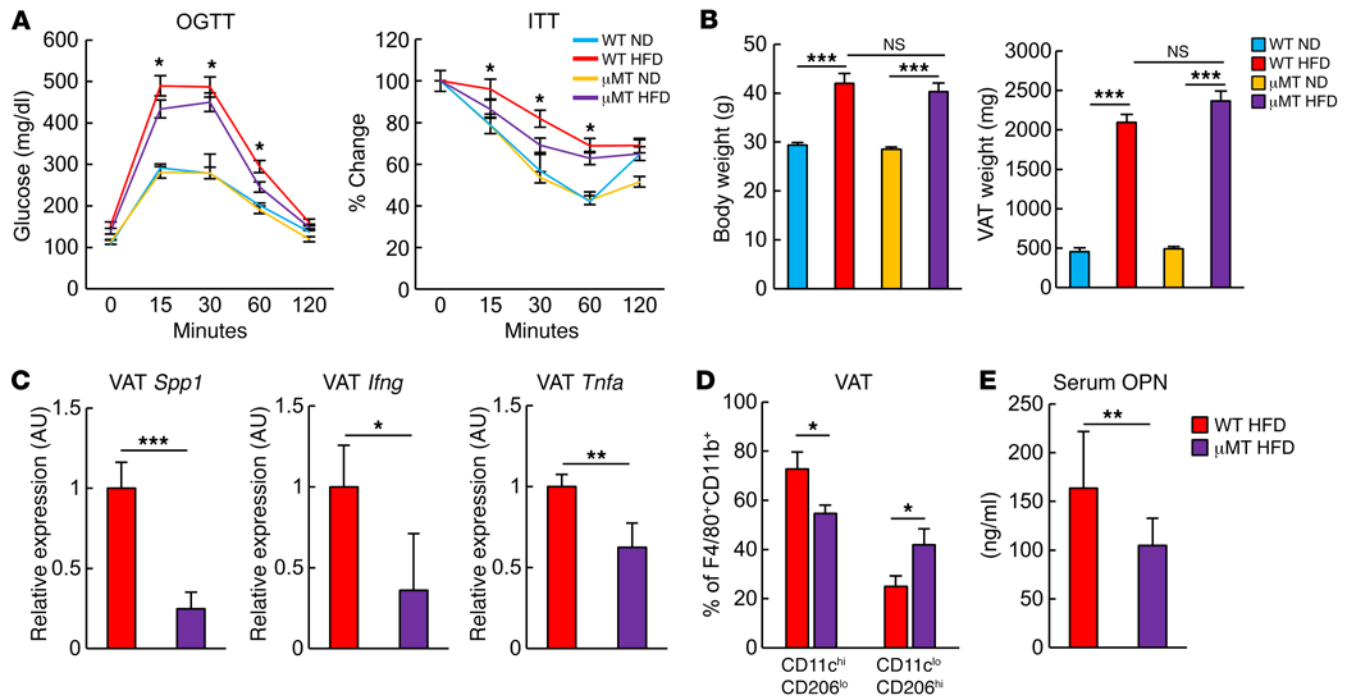 A
OGTT
Glucose (mg/dl)
600
500
400
300
200
100
0
* * *
0 15 30 60 120
Minutes
ITT
% Change
120
100
80
60
40
20
0
* * *
0 15 30 60 120
Minutes
WT ND
WT HFD
μMT ND
μMT HFD
B
Body weight (g)
50
40
30
20
10
0
NS
*** ***
VAT weight (mg)
3000
2500
2000
1500
1000
500
0
NS
*** ***
WT ND
WT HFD
μMT ND
μMT HFD
C
VAT Spp1
Relative expression (AU)
1.5
1
0.5
0
***
VAT Ifng
Relative expression (AU)
1.5
1
0.5
0
*
VAT Tnfa
Relative expression (AU)
1.5
1
0.5
0
**
D
VAT
% of F4/80⁺CD11b⁺
100
80
60
40
20
0
* *
CD11cʰⁱ
CD206ˡᵒ
CD11cˡᵒ
CD206ʰⁱ
E
Serum OPN
(ng/ml)
250
200
150
100
50
0
**
WT HFD
μMT HFD